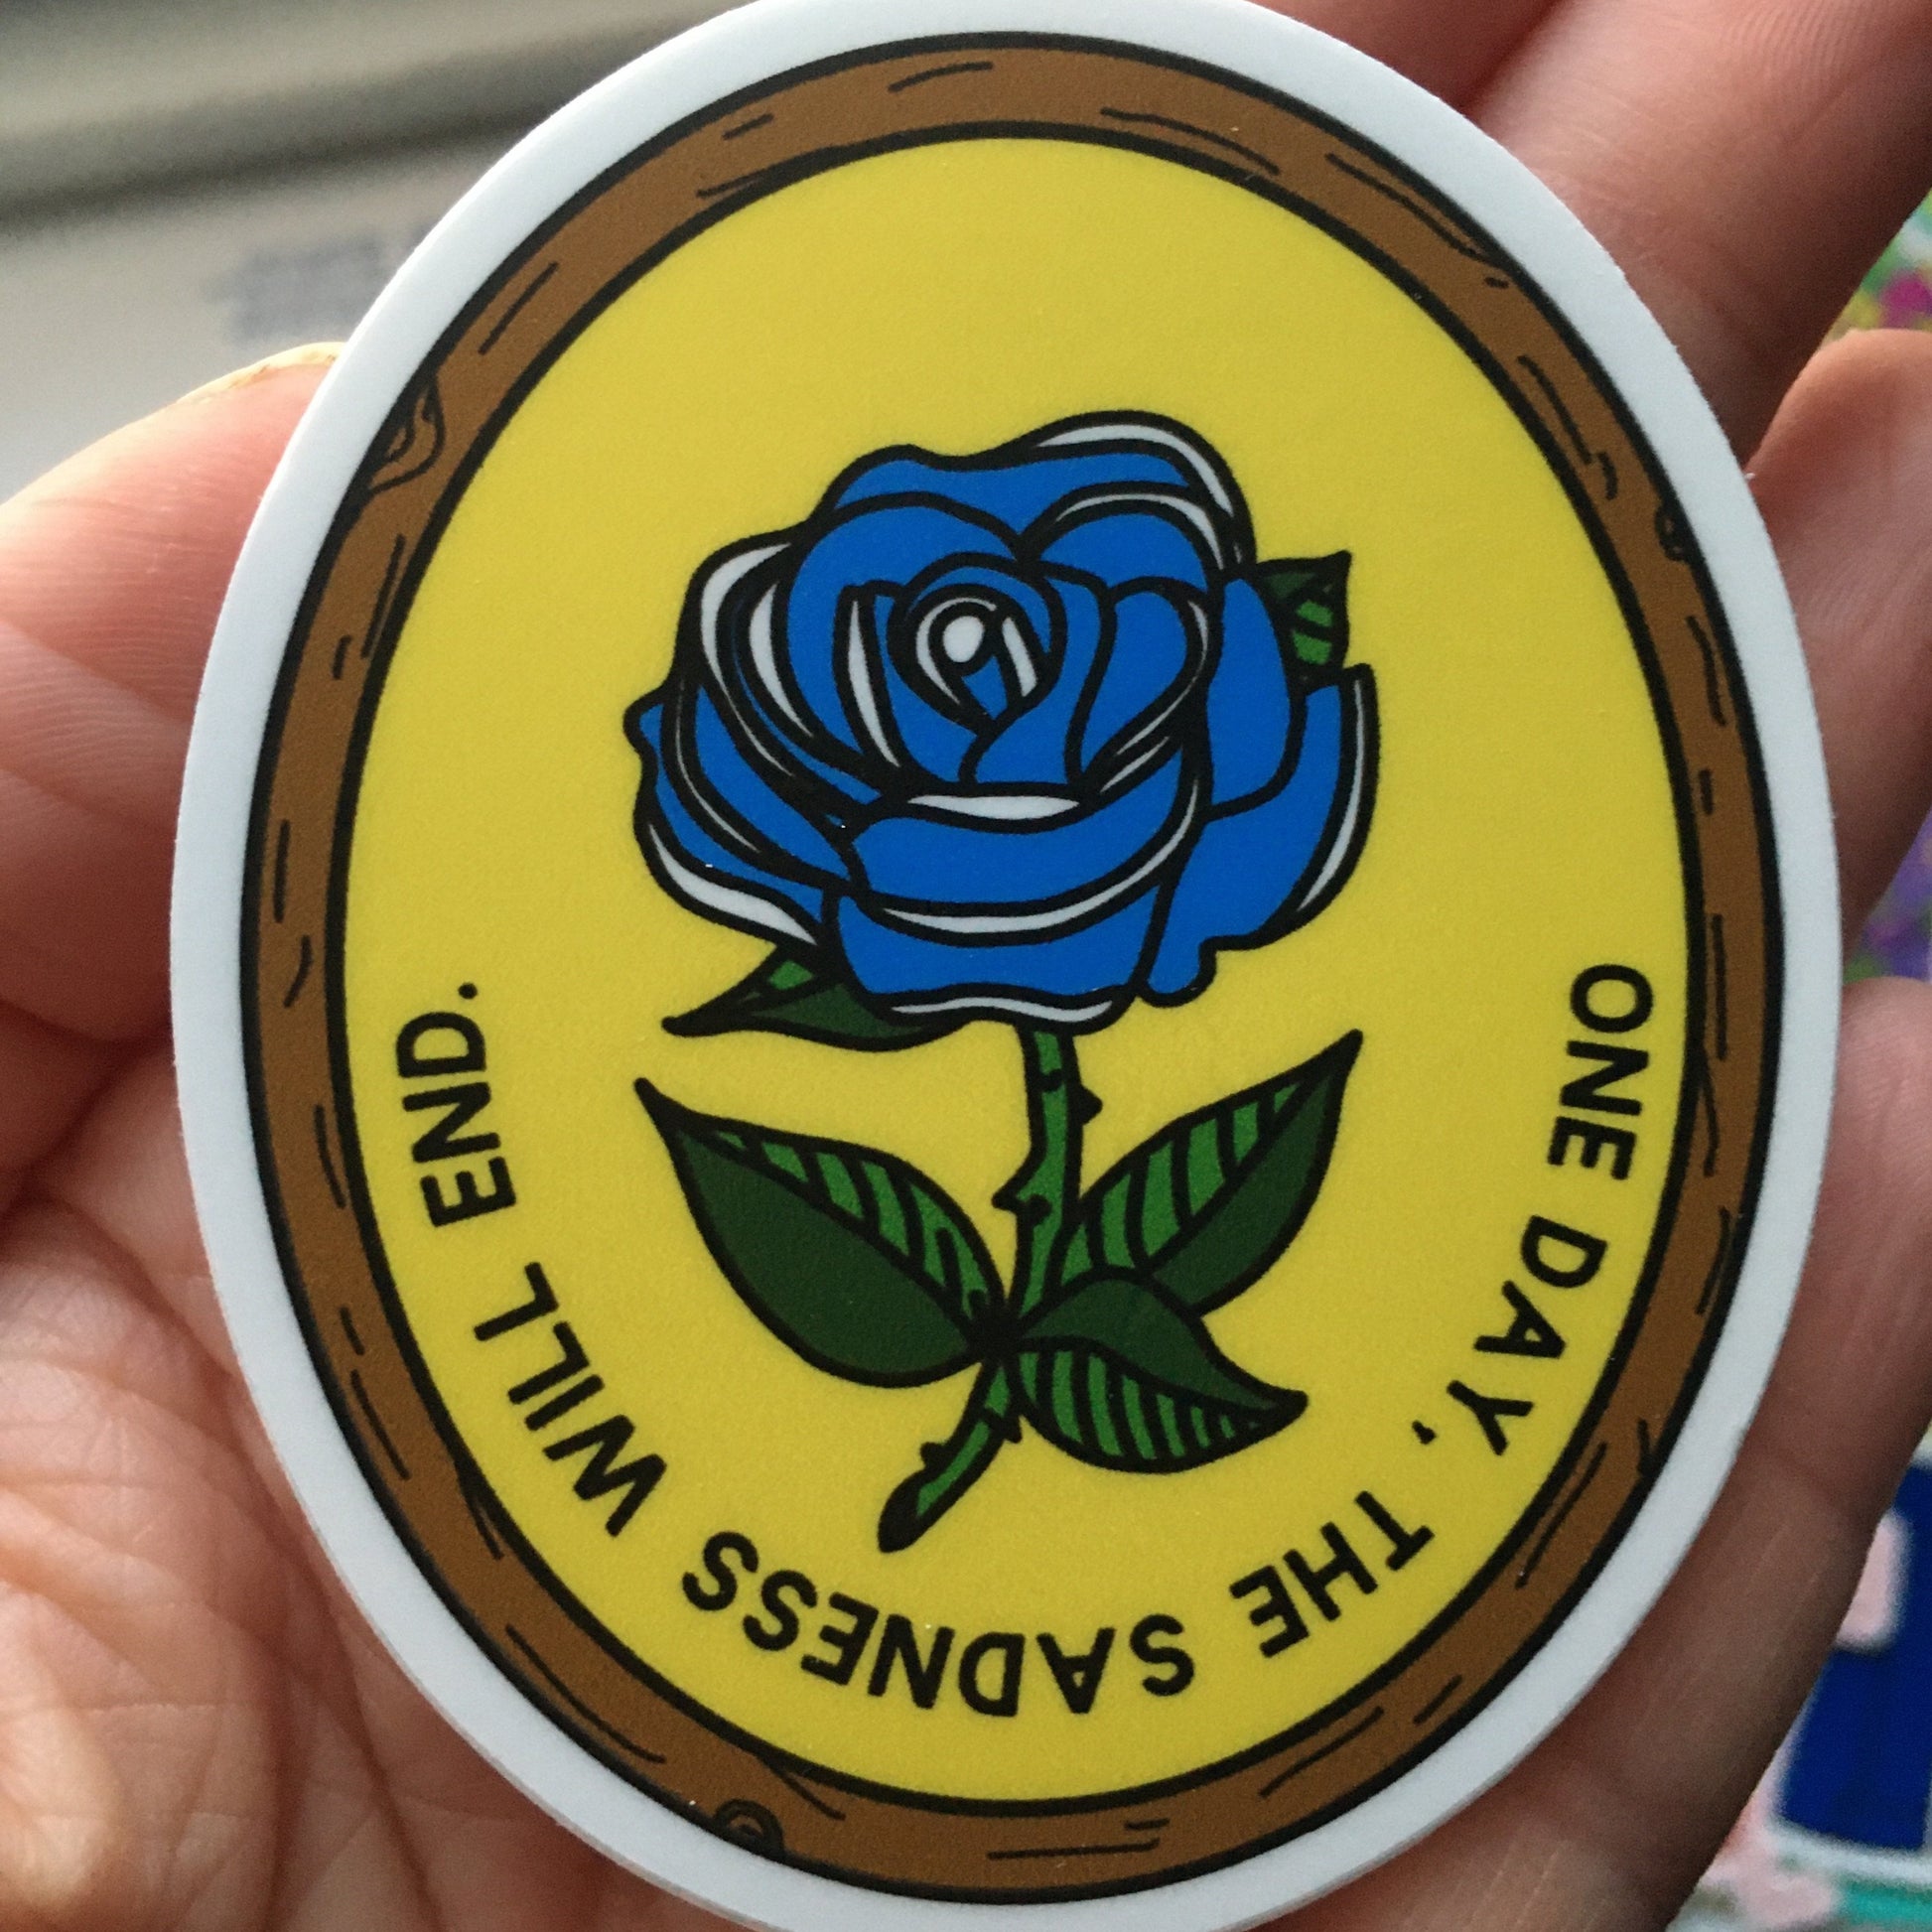 ONE DAY, THE SADNESS WILL END.